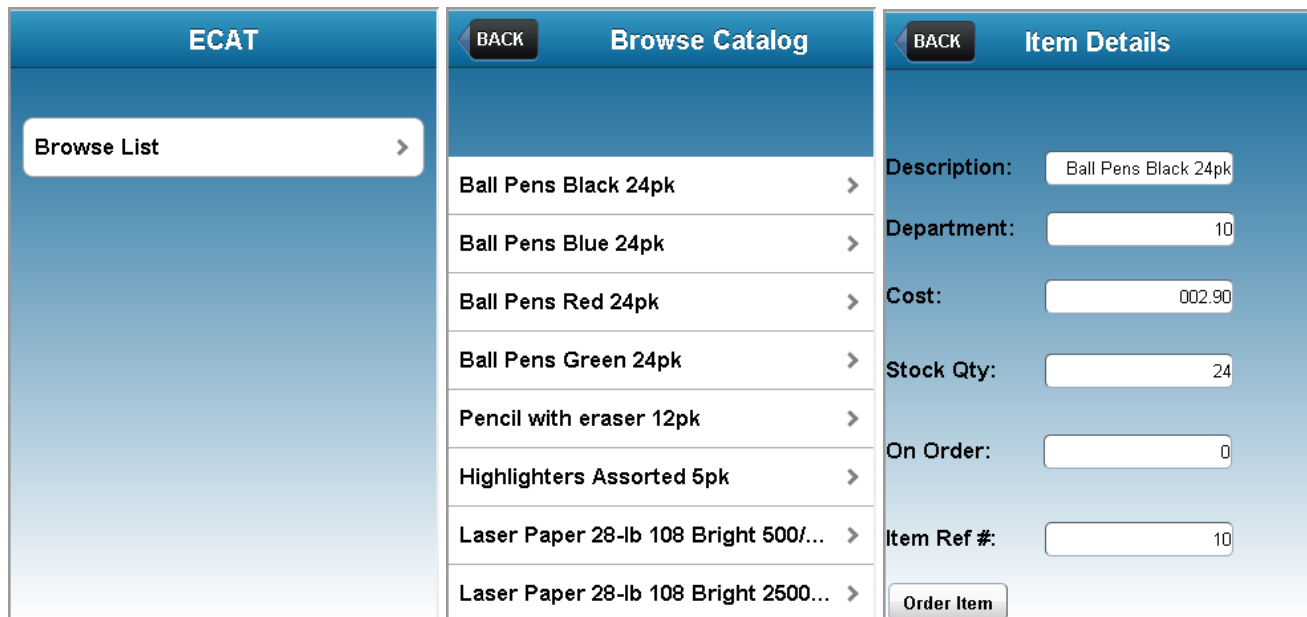 ECAT
Browse List
BACK
Browse Catalog
Ball Pens Black 24pk
Ball Pens Blue 24pk
Ball Pens Red 24pk
Ball Pens Green 24pk
Pencil with eraser 12pk
Highlighters Assorted 5pk
Laser Paper 28-lb 108 Bright 500/...
Laser Paper 28-lb 108 Bright 2500...
BACK
Item Details
Description: Ball Pens Black 24pk
Department: 10
Cost: 002.90
Stock Qty: 24
On Order: 0
Item Ref #: 10
Order Item